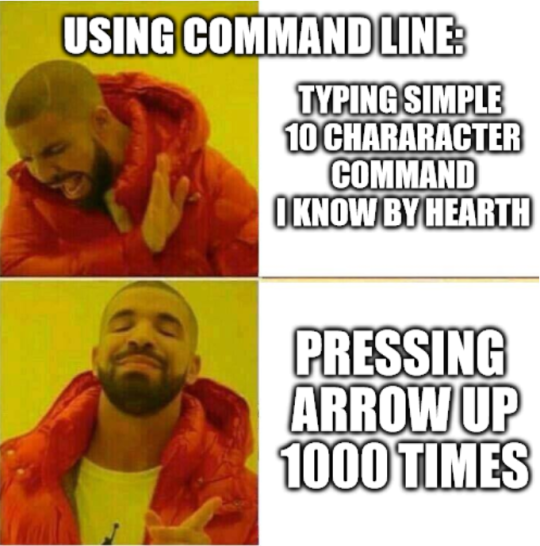 USING COMMAND LINE:
TYPING SIMPLE
10 CHARARACTER
COMMAND
I KNOW BY HEARTH
PRESSING
ARROW UP
1000 TIMES